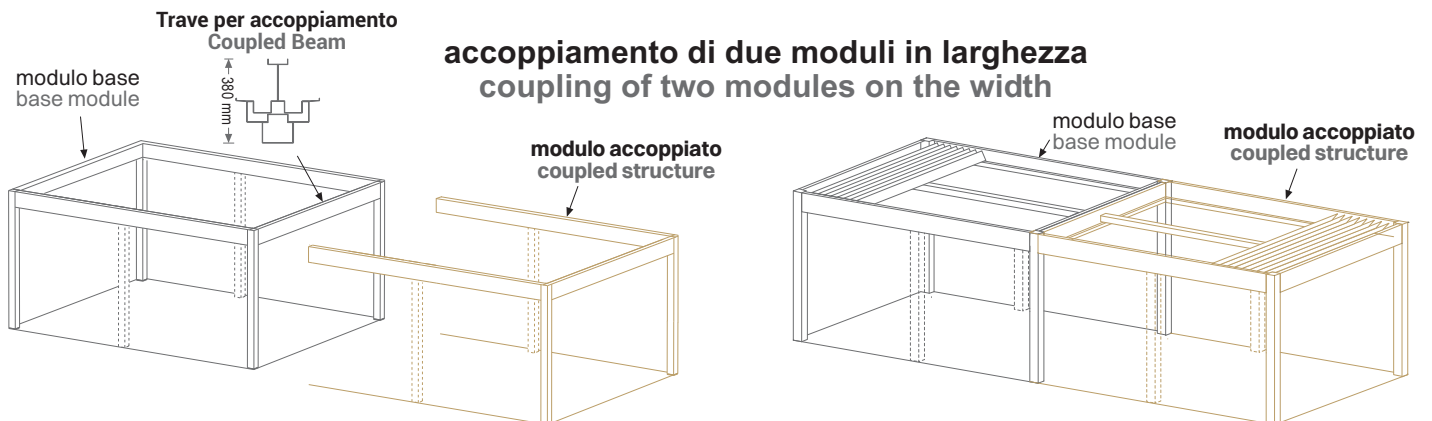 Trave per accoppiamento
Coupled Beam
380 mm
modulo base
base module
accoppiamento di due moduli in larghezza
coupling of two modules on the width
modulo accoppiato
coupled structure
modulo base
base module
modulo accoppiato
coupled structure